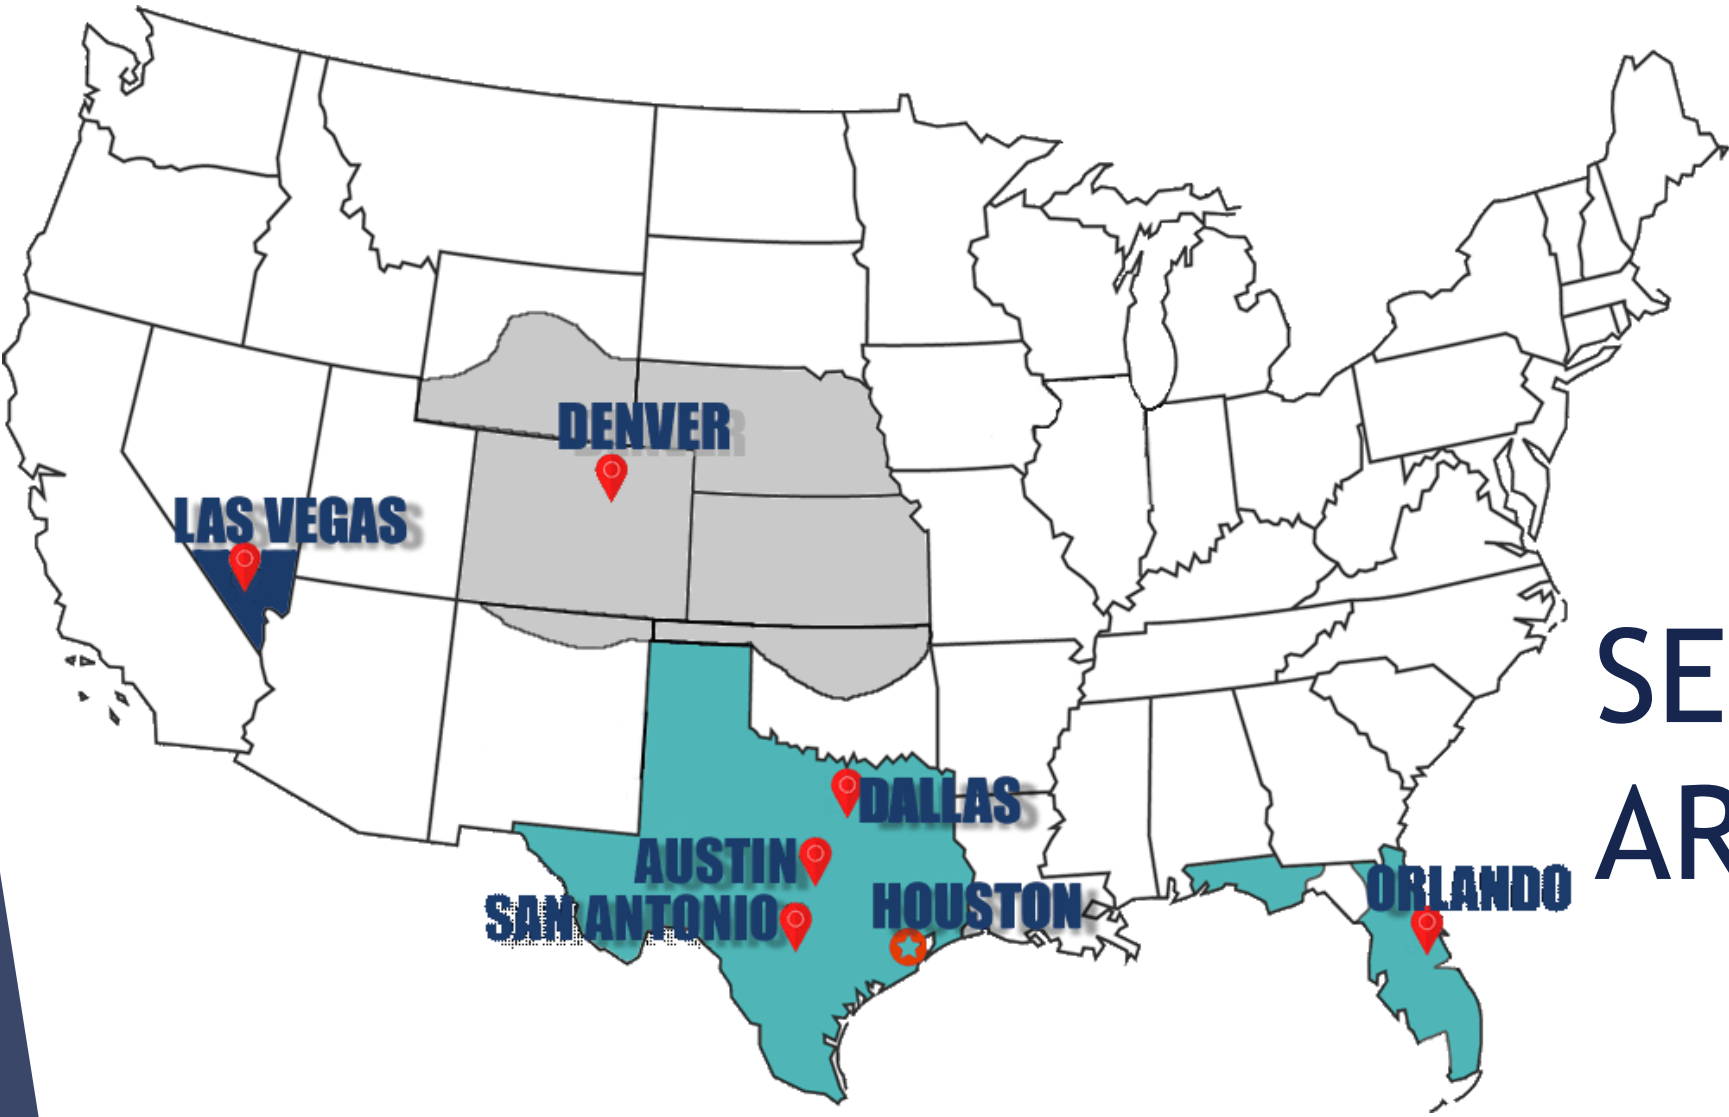 DENVER
LAS VEGAS
SE
DALLAS
AUSTIN
AR
ORLANDO
HOUSTON
SAN ANTONIO